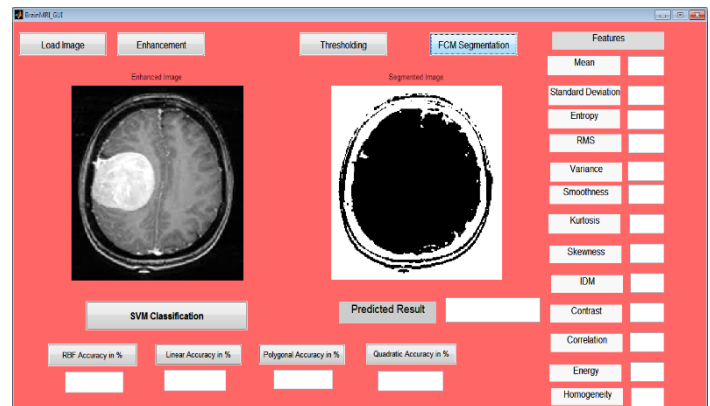 BrainMRI_GUI
Load Image
Enhancement
Thresholding
FCM Segmentation
Features
Enhanced Image
Segmented Image
Mean
Standard Deviation
Entropy
RMS
Variance
Smoothness
Kurtosis
Skewness
IDM
Contrast
Correlation
Energy
Homogeneity
SVM Classification
Predicted Result
RBF Accuracy in %
Linear Accuracy in %
Polygonal Accuracy in %
Quadratic Accuracy in %